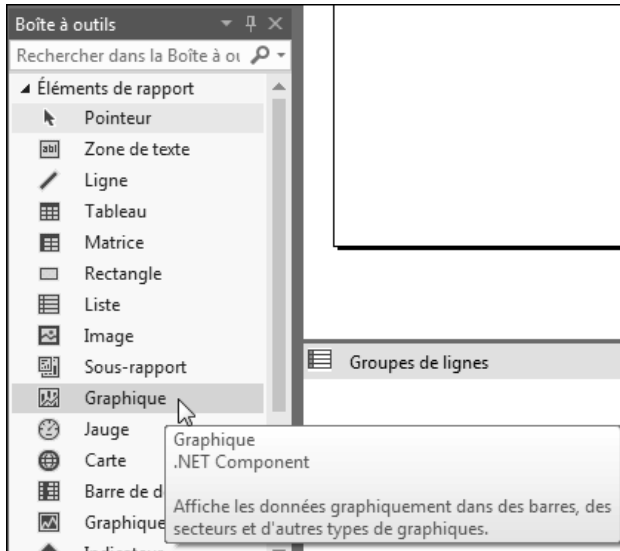 Boîte à outils
Rechercher dans la Boîte à
Éléments de rapport
Pointeur
abl Zone de texte
Ligne
Tableau
Matrice
Rectangle
Liste
Image
Sous-rapport
Graphique
Jauge
Carte
Barre de
Graphique
Groupes de lignes
Graphique
.NET Component
Affiche les données graphiquement dans des barres, des
secteurs et d'autres types de graphiques.